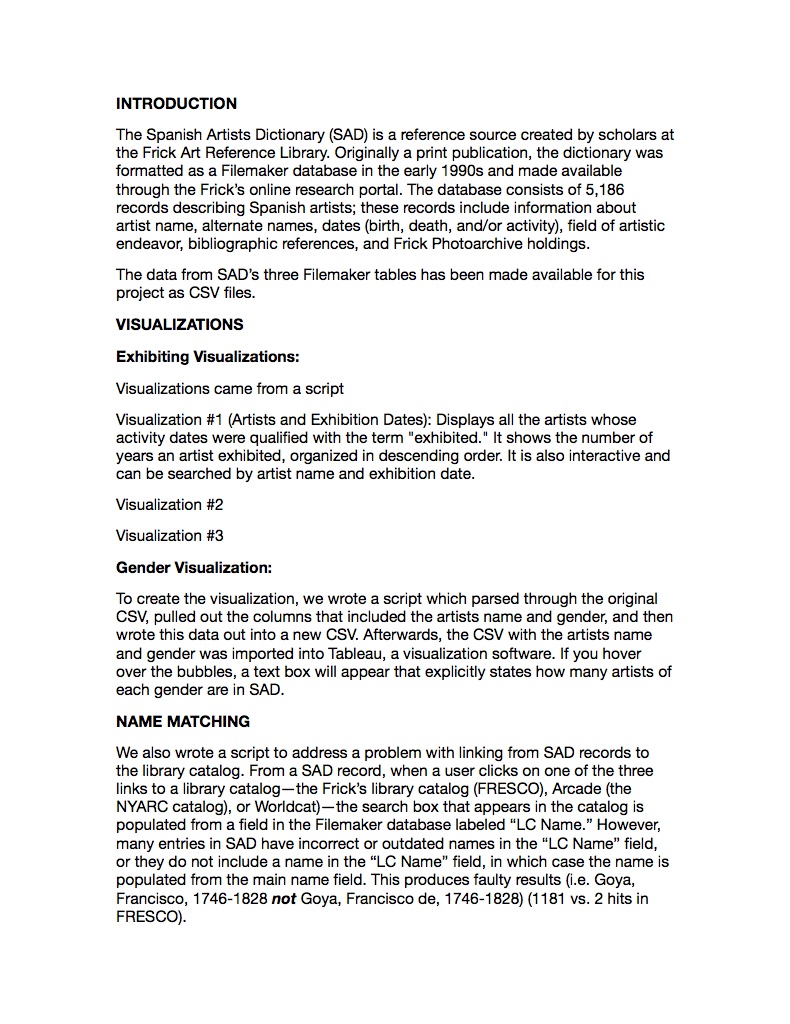 INTRODUCTION
The Spanish Artists Dictionary (SAD) is a reference source created by scholars at
the Frick Art Reference Library. Originally a print publication, the dictionary was
formatted as a Filemaker database in the early 1990s and made available
through the Frick’s online research portal. The database consists of 5,186
records describing Spanish artists; these records include information about
artist name, alternate names, dates (birth, death, and/or activity), field of artistic
endeavor, bibliographic references, and Frick Photoarchive holdings.
The data from SAD’s three Filemaker tables has been made available for this
project as CSV files.
VISUALIZATIONS
Exhibiting Visualizations:
Visualizations came from a script
Visualization #1 (Artists and Exhibition Dates): Displays all the artists whose
activity dates were qualified with the term "exhibited." It shows the number of
years an artist exhibited, organized in descending order. It is also interactive and
can be searched by artist name and exhibition date.
Visualization #2
Visualization #3
Gender Visualization:
To create the visualization, we wrote a script which parsed through the original
CSV, pulled out the columns that included the artists name and gender, and then
wrote this data out into a new CSV. Afterwards, the CSV with the artists name
and gender was imported into Tableau, a visualization software. If you hover
over the bubbles, a text box will appear that explicitly states how many artists of
each gender are in SAD.
NAME MATCHING
We also wrote a script to address a problem with linking from SAD records to
the library catalog. From a SAD record, when a user clicks on one of the three
links to a library catalog—the Frick’s library catalog (FRESCO), Arcade (the
NYARC catalog), or Worldcat)—the search box that appears in the catalog is
populated from a field in the Filemaker database labeled “LC Name.” However,
many entries in SAD have incorrect or outdated names in the “LC Name” field,
or they do not include a name in the “LC Name” field, in which case the name is
populated from the main name field. This produces faulty results (i.e. Goya,
Francisco, 1746-1828 not Goya, Francisco de, 1746-1828) (1181 vs. 2 hits in
FRESCO).